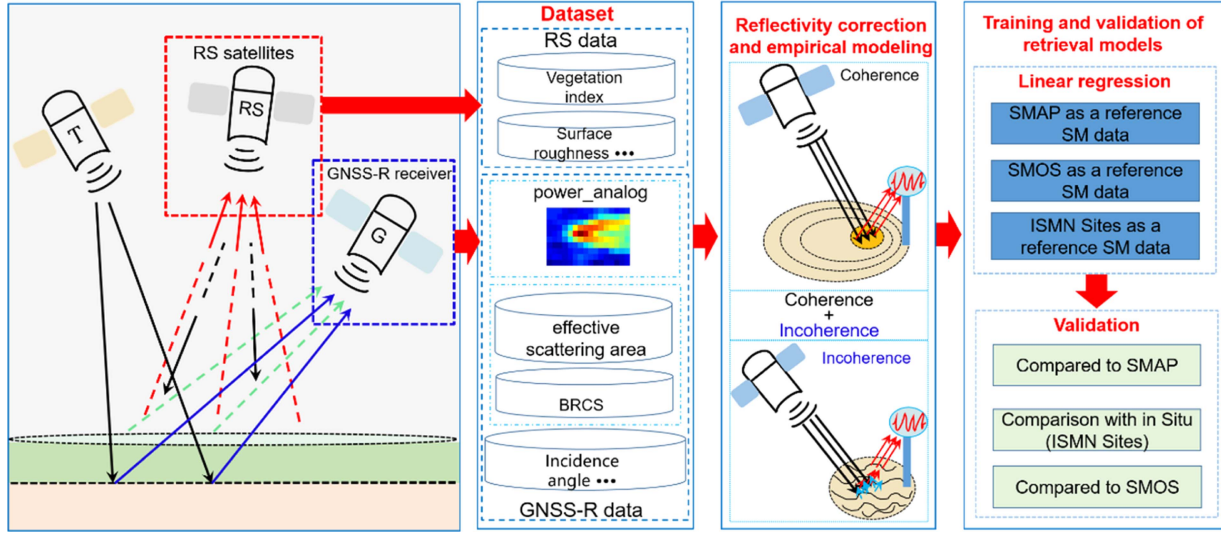 RS satellites
T
RS
GNSS-R receiver
G
Dataset
RS data
Vegetation
index
Surface
roughness •••
power_analog
effective
scattering area
BRCS
Incidence
angle •••
GNSS-R data
Reflectivity correction
and empirical modeling
Coherence
Coherence
+
Incoherence
Incoherence
Training and validation of
retrieval models
Linear regression
SMAP as a reference
SM data
SMOS as a reference
SM data
ISMN Sites as a
reference SM data
Validation
Compared to SMAP
Comparison with in Situ
(ISMN Sites)
Compared to SMOS